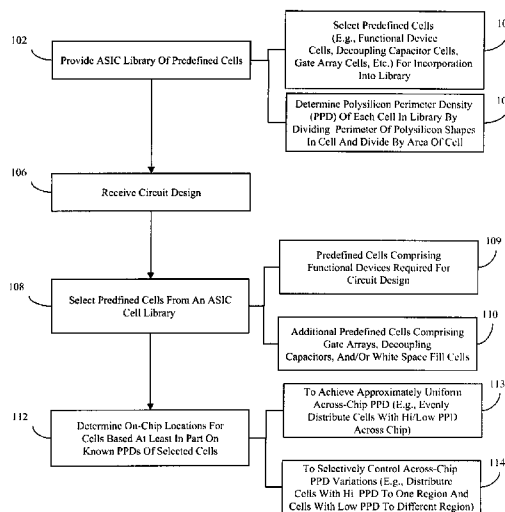 102
Provide ASIC Library Of Predefined Cells
Select Predefined Cells
(E.g., Functional Device
Cells, Decoupling Capacitor Cells,
Gate Array Cells, Etc.) For Incorporation
Into Library
10
Determine Polysilicon Perimeter Density
(PPD) Of Each Cell In Library By
Dividing Perimeter Of Polysilicon Shapes
In Cell And Divide By Area Of Cell
10
106
Receive Circuit Design
108
Select Predfined Cells From An ASIC
Cell Library
Predefined Cells Comprising
Functional Devices Required For
Circuit Design
109
Additional Predefined Cells Comprising
Gate Arrays, Decoupling
Capacitors, And/Or White Space Fill Cells
110
112
Determine On-Chip Locations For
Cells Based At Least In Part On
Known PPDs Of Selected Cells
To Achieve Approximately Uniform
Across-Chip PPD (E.g., Evenly
Distribute Cells With Hi/Low PPD
Across Chip)
113
To Selectively Control Across-Chip
PPD Variations (E.g., Distributre
Cells With Hi PPD To One Region And
Cells With Low PPD To Different Region)
114